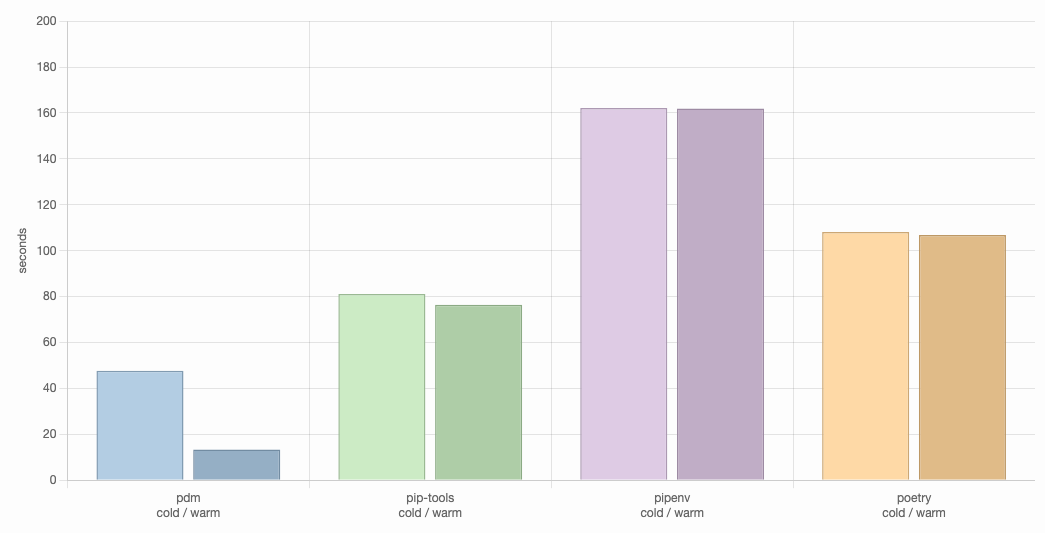 200
180
160
140
120
100
80
60
40
20
0
seconds
pdm
cold / warm
pip-tools
cold / warm
pipenv
cold / warm
poetry
cold / warm